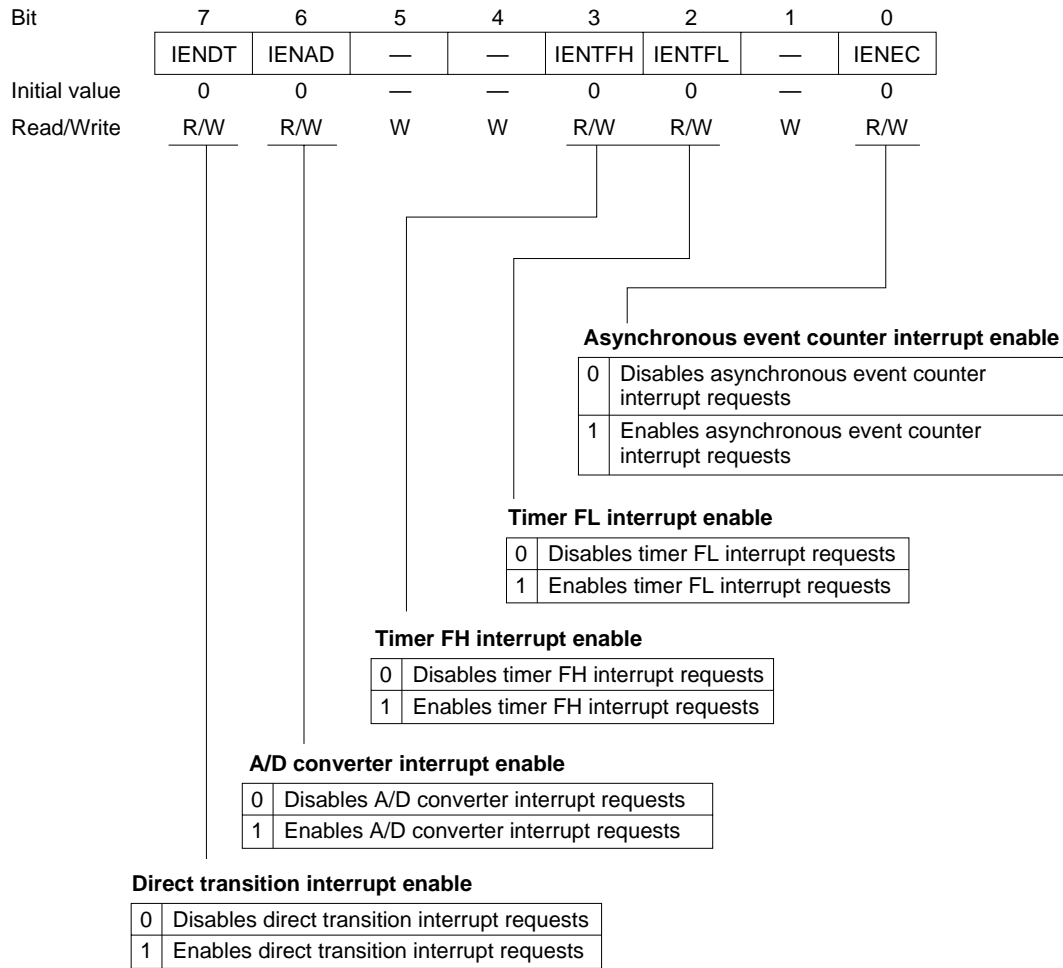 Bit 7 6 5 4 3 2 1 0
IENDT IENAD — — IENTFH IENTFL — IENEC
Initial value 0 0 — — 0 0 — 0
Read/Write R/W R/W W W R/W R/W W R/W
Asynchronous event counter interrupt enable
0 Disables asynchronous event counter
interrupt requests
1 Enables asynchronous event counter
interrupt requests
Timer FL interrupt enable
0 Disables timer FL interrupt requests
1 Enables timer FL interrupt requests
Timer FH interrupt enable
0 Disables timer FH interrupt requests
1 Enables timer FH interrupt requests
A/D converter interrupt enable
0 Disables A/D converter interrupt requests
1 Enables A/D converter interrupt requests
Direct transition interrupt enable
0 Disables direct transition interrupt requests
1 Enables direct transition interrupt requests